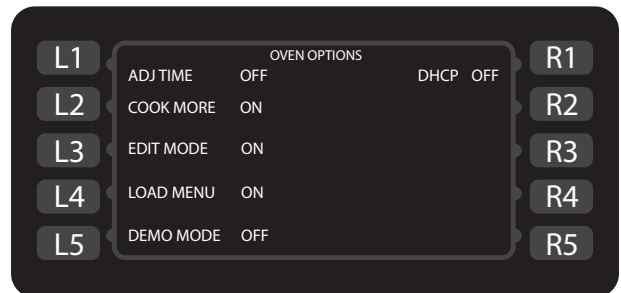 OVEN OPTIONS
L1 ADJ TIME OFF DHCP OFF R1
L2 COOK MORE ON R2
L3 EDIT MODE ON R3
L4 LOAD MENU ON R4
L5 DEMO MODE OFF R5